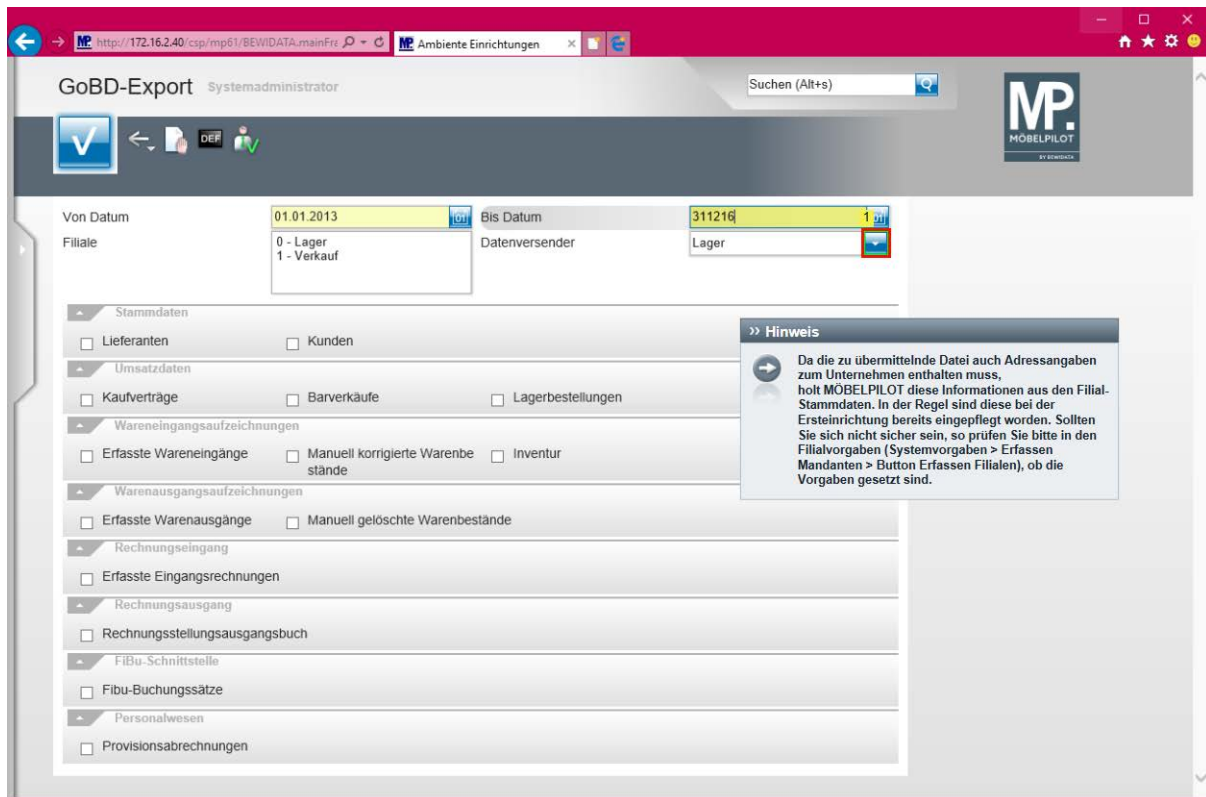 http://172.16.2.40/csp/mp61/BEWIDATA.mainFra
MP Ambiente Einrichtungen
GoBD-Export Systemadministrator
Suchen (Alt+s)
MP.
MÖBELPILOT
BY BEWIDATA
DEF
Von Datum 01.01.2013 Bis Datum 311216 1
Filiale 0 - Lager Datenversender Lager
1 - Verkauf
Stammdaten
Lieferanten Kunden
Umsatzdaten
Kaufverträge Barverkäufe Lagerbestellungen
Wareneingangsaufzeichnungen
Erfasste Wareneingänge Manuell korrigierte Warenbe Inventur
stände
Warenausgangsaufzeichnungen
Erfasste Warenausgänge Manuell gelöschte Warenbestände
Rechnungseingang
Erfasste Eingangsrechnungen
Rechnungsausgang
Rechnungsstellungsausgangsbuch
FiBu-Schnittstelle
Fibu-Buchungssätze
Personalwesen
Provisionsabrechnungen
>> Hinweis
Da die zu übermittelnde Datei auch Adressangaben
zum Unternehmen enthalten muss,
holt MÖBELPILOT diese Informationen aus den Filial-
Stammdaten. In der Regel sind diese bei der
Ersteinrichtung bereits eingepflegt worden. Sollten
Sie sich nicht sicher sein, so prüfen Sie bitte in den
Filialvorgaben (Systemvorgaben > Erfassen
Mandanten > Button Erfassen Filialen), ob die
Vorgaben gesetzt sind.